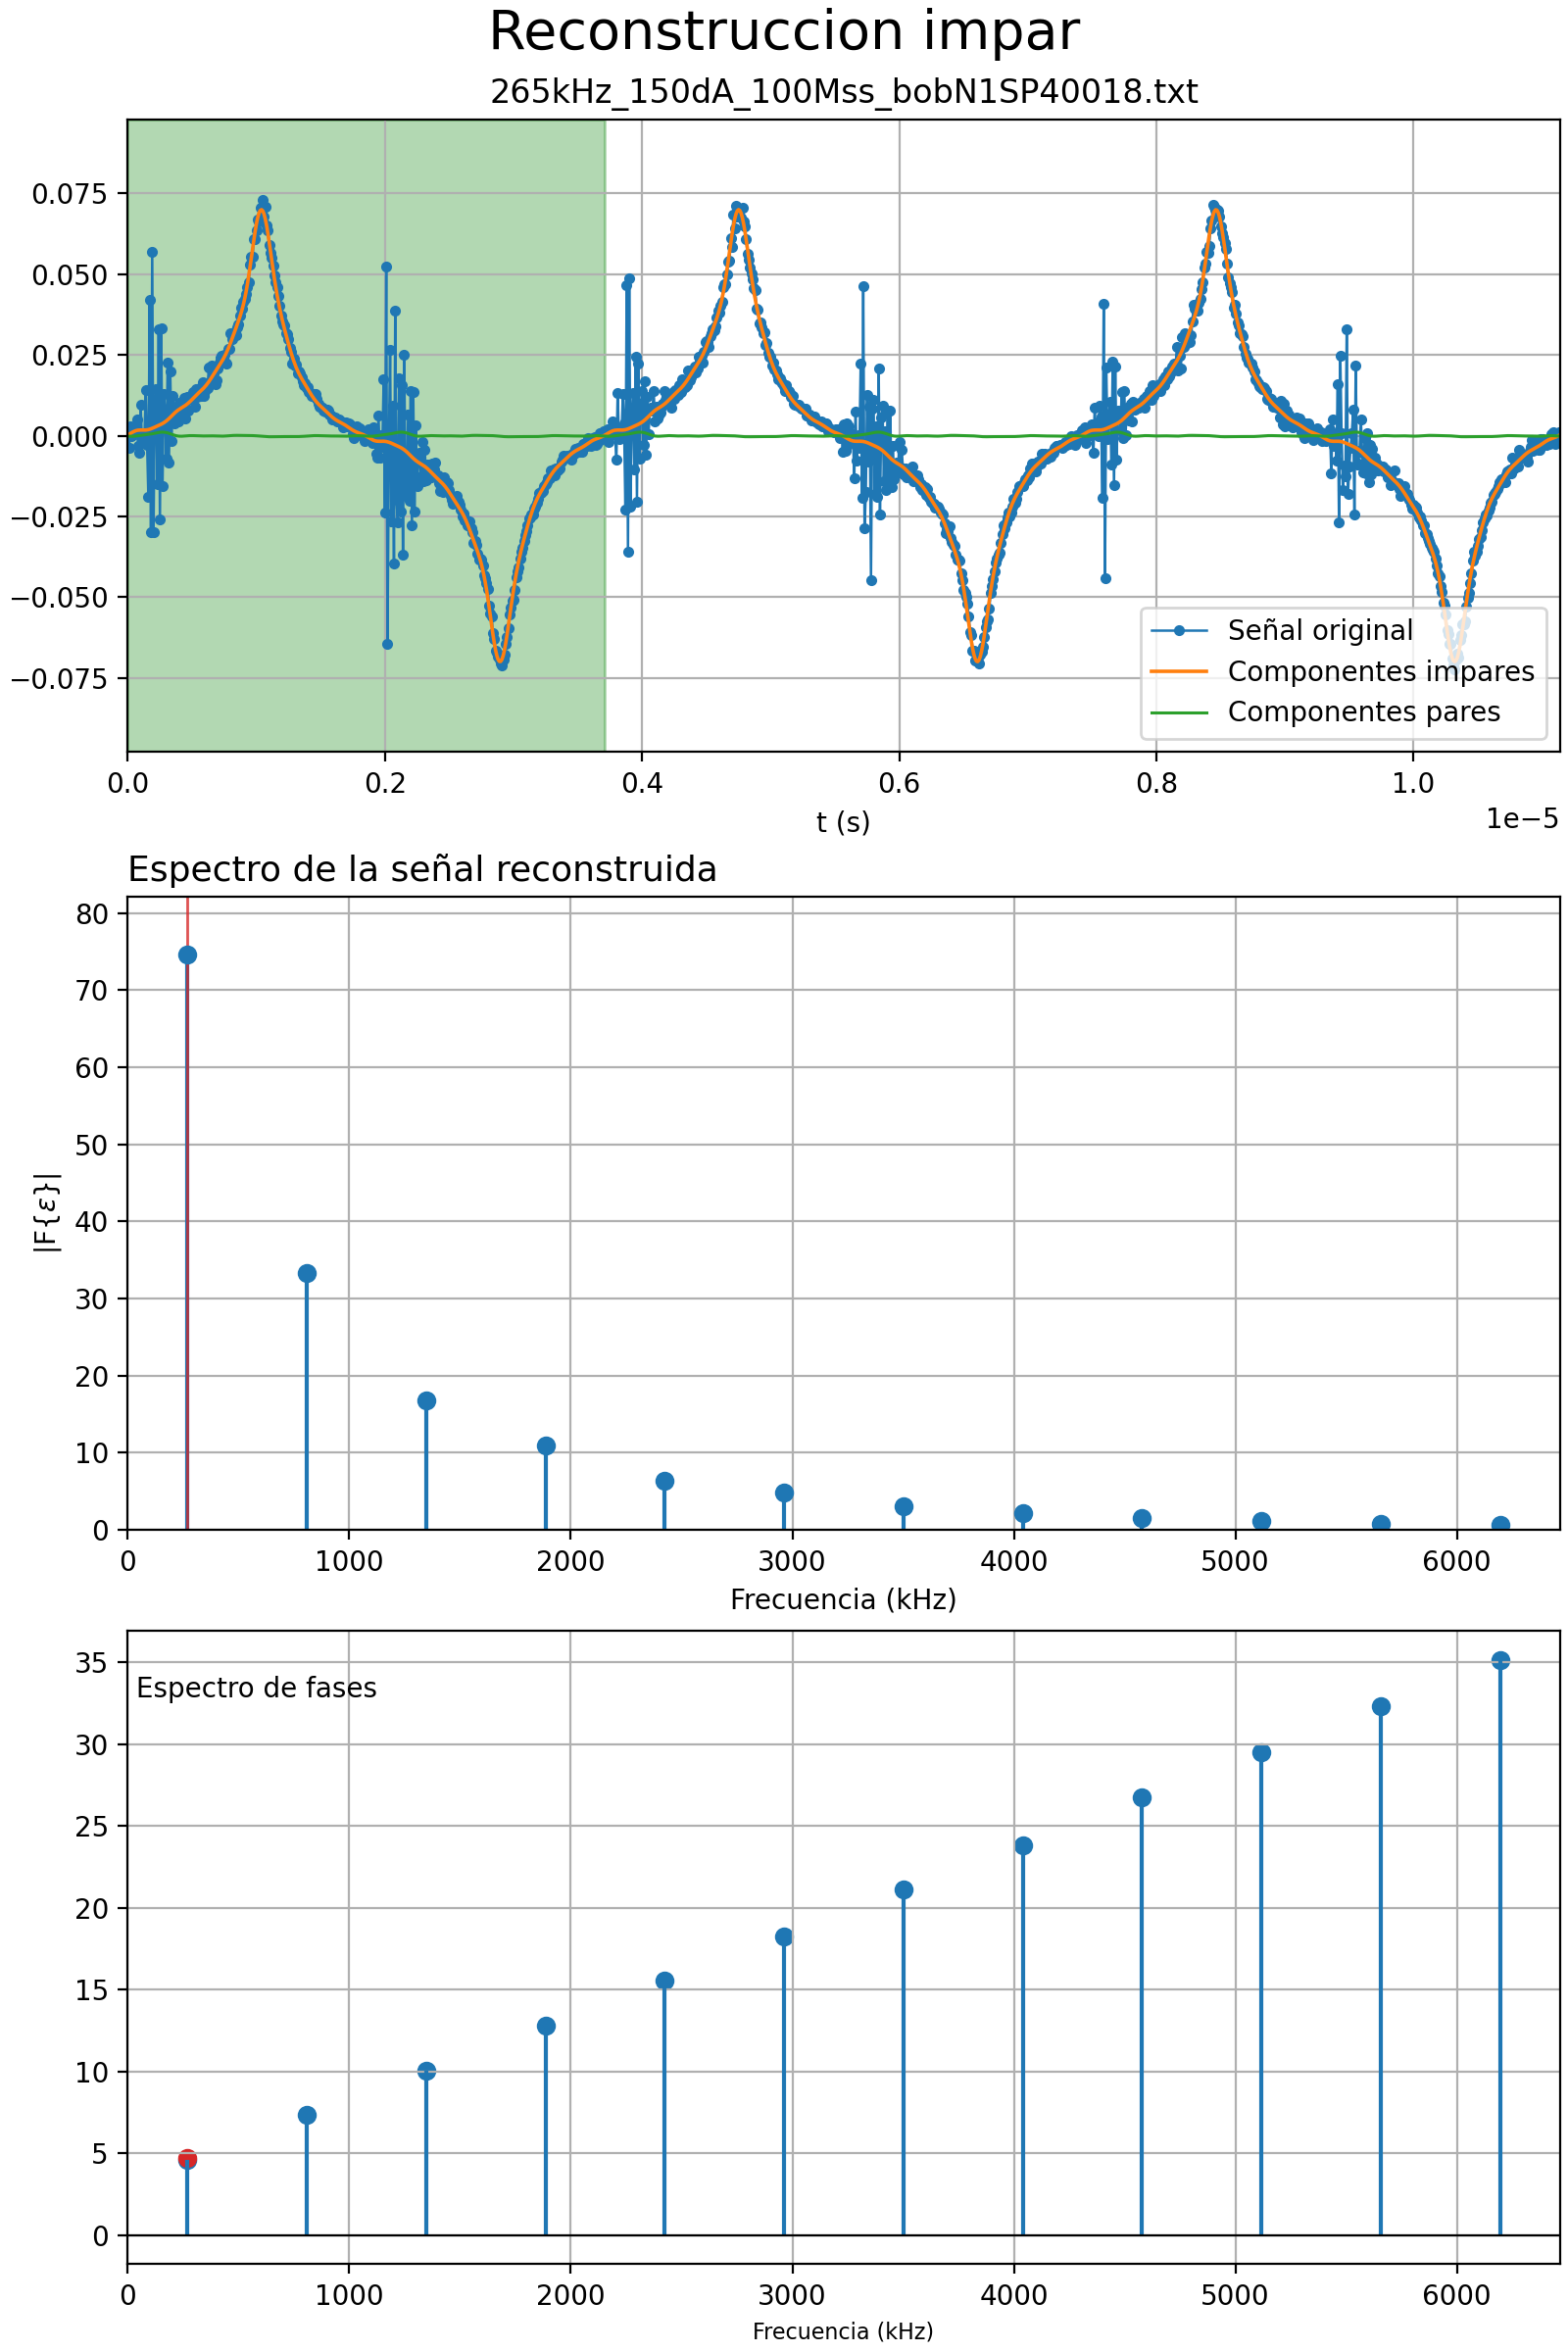 Reconstruccion impar
265kHz_150dA_100Mss_bobN1SP40018.txt
0.075
0.050
0.025
0.000
−0.025
−0.050
−0.075
Señal original
Componentes impares
Componentes pares
0.0 0.2 0.4 0.6 0.8 1.0
t (s)
1e−5
Espectro de la señal reconstruida
80
70
60
50
40
30
20
10
0
|F{ε}|
0 1000 2000 3000 4000 5000 6000
Frecuencia (kHz)
Espectro de fases
35
30
25
20
15
10
5
0
0 1000 2000 3000 4000 5000 6000
Frecuencia (kHz)